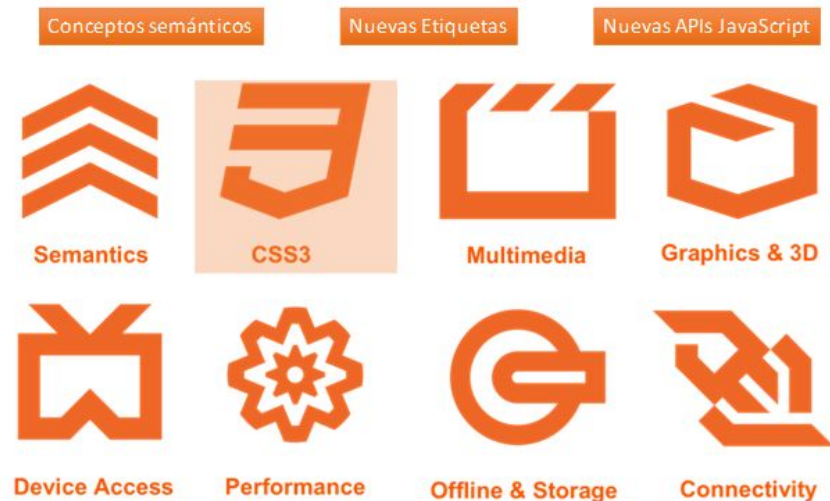 Conceptos semánticos
Nuevas Etiquetas
Nuevas APIs JavaScript
Semantics
CSS3
Multimedia
Graphics & 3D
Device Access
Performance
Offline & Storage
Connectivity